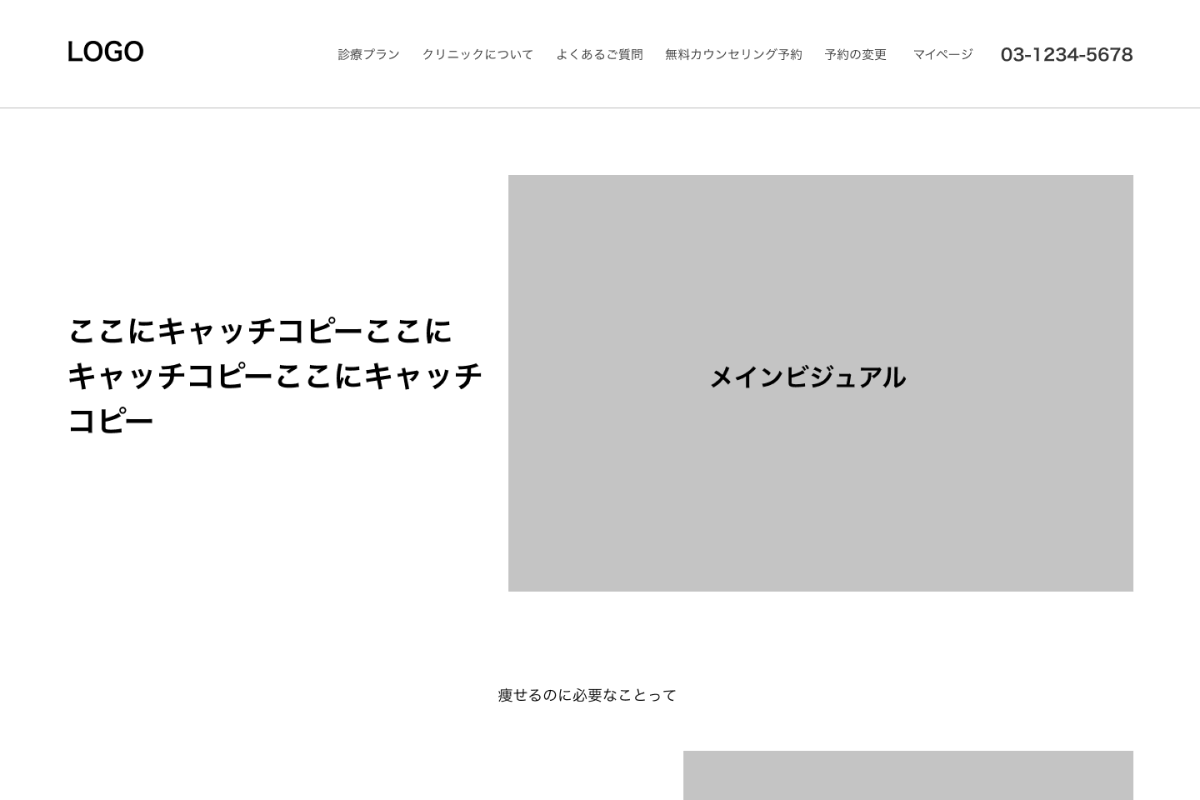 LOGO
診療プラン クリニックについて よくあるご質問 無料カウンセリング予約 予約の変更 マイページ 03-1234-5678
ここにキャッチコピーここに
キャッチコピーここにキャッチ
コピー
メインビジュアル
痩せるのに必要なことって